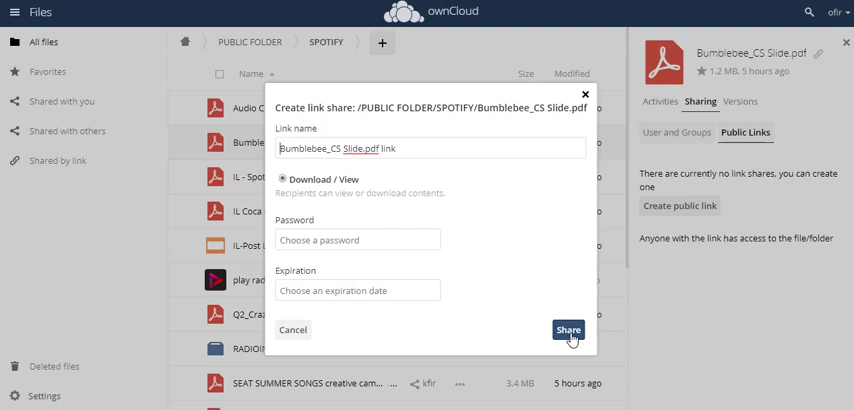 Files
ownCloud
ofir
All files
Favorites
Shared with you
Shared with others
Shared by link
Deleted files
Settings
PUBLIC FOLDER
SPOTIFY
+
Name
Size
Modified
Audio C
Bumble
IL - Spot
IL Coca
IL-Post i
play rad
Q2_Craz
RADIOI
SEAT SUMMER SONGS creative cam... ...
kfir
3.4 MB
5 hours ago
Create link share: /PUBLIC FOLDER/SPOTIFY/Bumblebee_CS Slide.pdf
Link name
Bumblebee_CS Slide.pdf link
Download / View
Recipients can view or download contents.
Password
Choose a password
Expiration
Choose an expiration date
Cancel
Share
Bumblebee_CS Slide.pdf
1.2 MB, 5 hours ago
Activities Sharing Versions
User and Groups Public Links
There are currently no link shares, you can create
one
Create public link
Anyone with the link has access to the file/folder